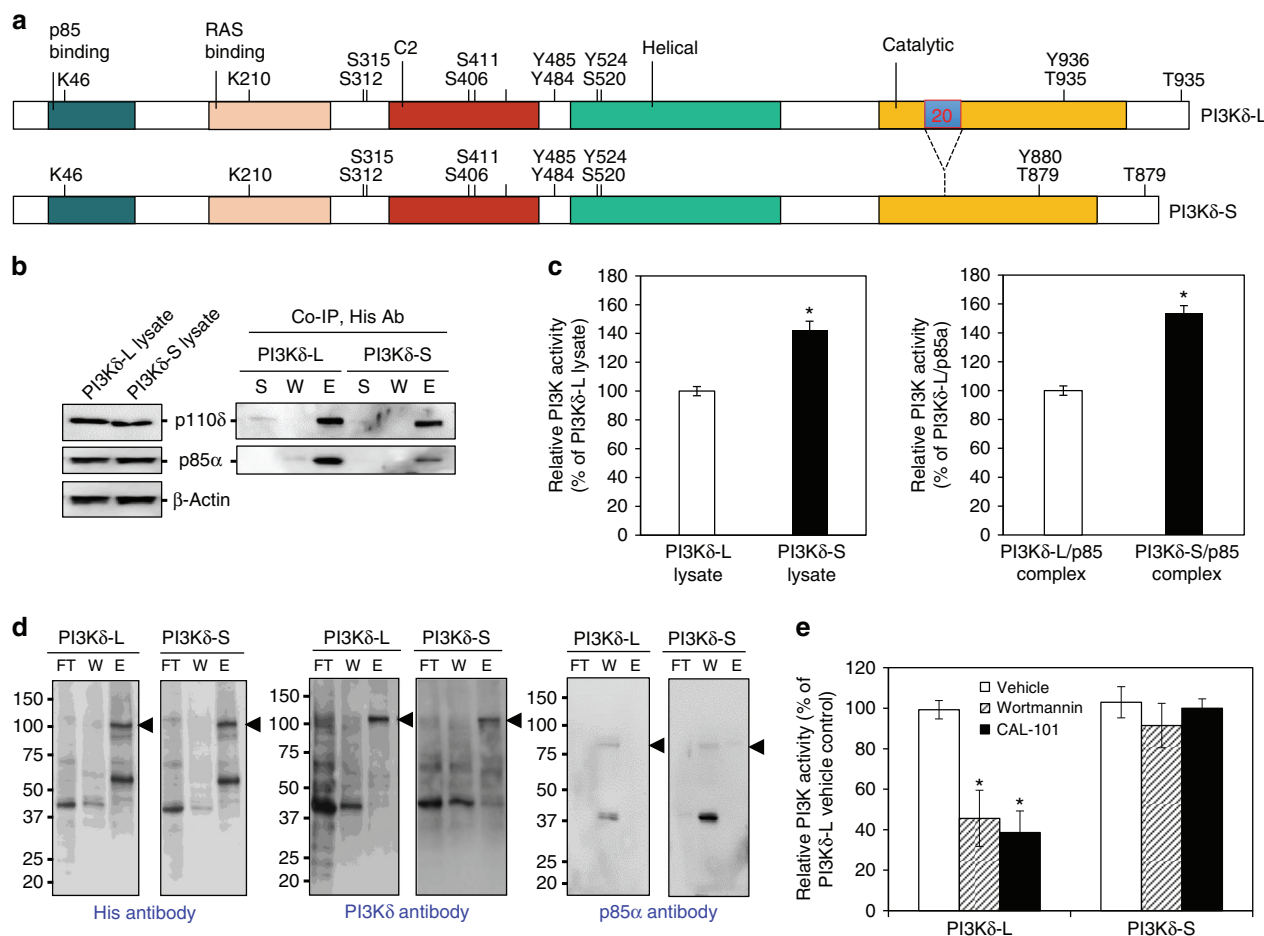 a
p85 binding
RAS binding
C2
Helical
Catalytic
K46
K210
S315
S312
S411
S406
Y485
Y484
Y524
S520
Y936
T935
T935
20
PI3Kδ-L
K46
K210
S315
S312
S411
S406
Y485
Y484
Y524
S520
Y880
T879
T879
PI3Kδ-S
b
PI3Kδ-L lysate
PI3Kδ-S lysate
Co-IP, His Ab
PI3Kδ-L PI3Kδ-S
S W E S W E
p110δ
p85α
β-Actin
c
Relative PI3K activity
(% of PI3Kδ-L lysate)
180
160
140
120
100
80
60
40
20
0
*
PI3Kδ-L lysate
PI3Kδ-S lysate
Relative PI3K activity
(% of PI3Kδ-L/p85a)
180
160
140
120
100
80
60
40
20
0
*
PI3Kδ-L/p85 complex
PI3Kδ-S/p85 complex
d
PI3Kδ-L PI3Kδ-S
FT W E FT W E
150
100
75
50
37
25
20
His antibody
PI3Kδ-L PI3Kδ-S
FT W E FT W E
150
100
75
50
37
25
20
PI3Kδ antibody
PI3Kδ-L PI3Kδ-S
FT W E FT W E
150
100
75
50
37
25
20
p85α antibody
e
Relative PI3K activity (% of
PI3Kδ-L vehicle control)
120
100
80
60
40
20
0
Vehicle
Wortmannin
CAL-101
* *
PI3Kδ-L PI3Kδ-S